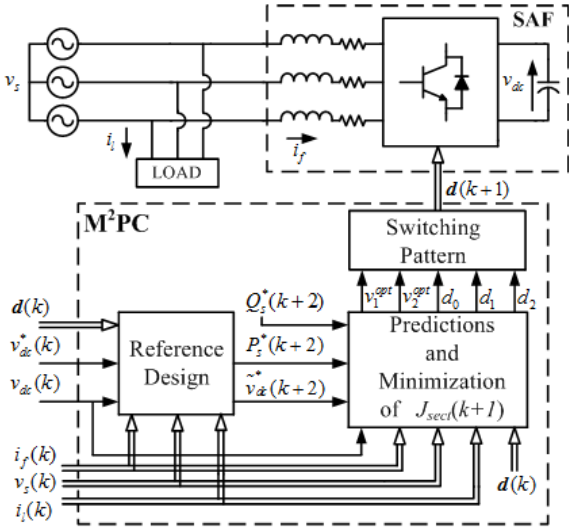 SAF
v_s
v_dc
i_l
i_f
LOAD
d(k+1)
M²PC
Switching
Pattern
v_1^opt v_2^opt d_0 d_1 d_2
d(k)
Q_s^*(k+2)
v_dc^*(k)
Reference
Design
P_s^*(k+2)
Predictions
and
Minimization
of J_sect(k+1)
v_dc(k)
ṽ_dc^*(k+2)
i_f(k)
v_s(k)
i_l(k)
d(k)